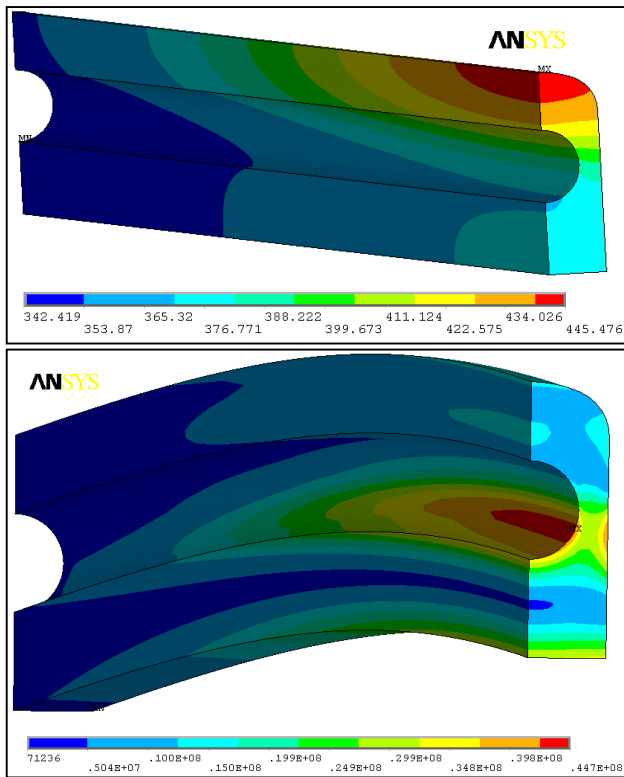 ANSYS
MX
MN
342.419 365.32 388.222 411.124 434.026
353.87 376.771 399.673 422.575 445.476
ANSYS
MX
MN
71236 .100E+08 .199E+08 .299E+08 .398E+08
.504E+07 .150E+08 .249E+08 .348E+08 .447E+08